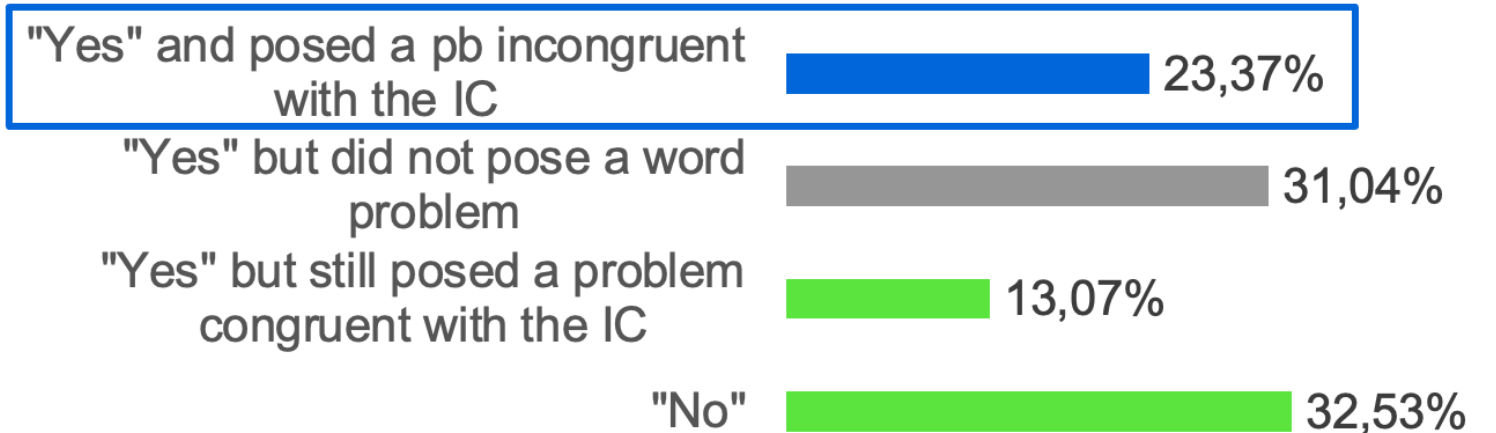 "Yes" and posed a pb incongruent
with the IC
23,37%
"Yes" but did not pose a word
problem
31,04%
"Yes" but still posed a problem
congruent with the IC
13,07%
"No"
32,53%